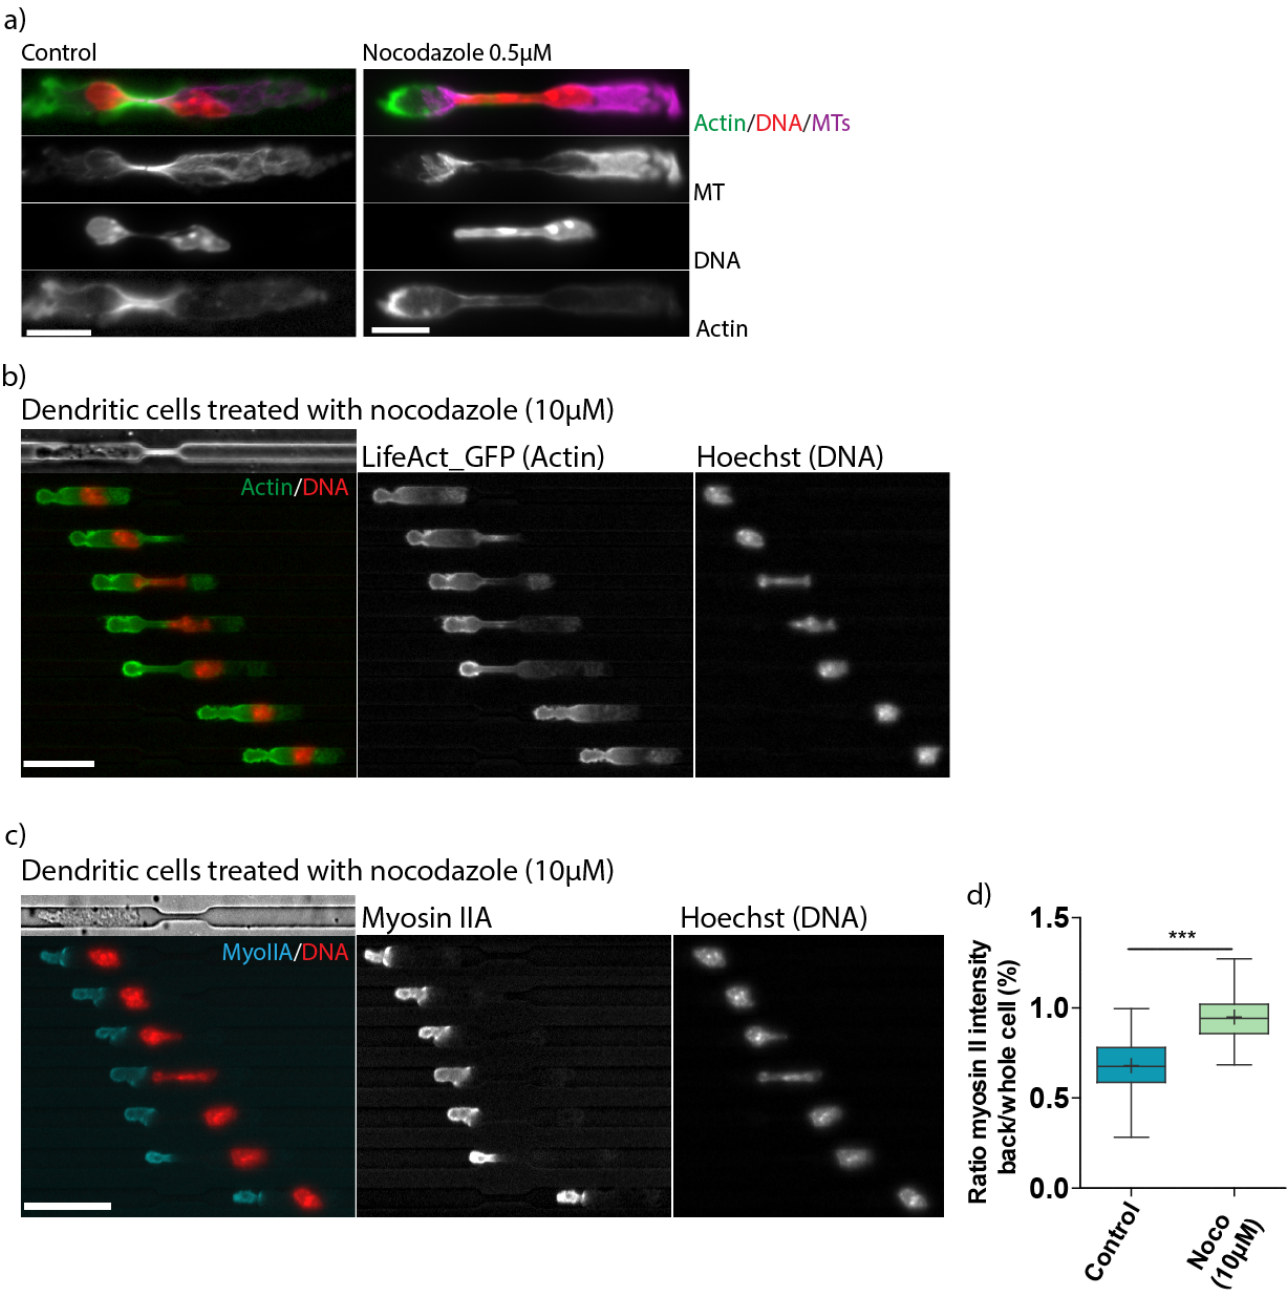 a)
Control
Nocodazole 0.5µM
Actin/DNA/MTs
MT
DNA
Actin
b)
Dendritic cells treated with nocodazole (10µM)
LifeAct_GFP (Actin)
Hoechst (DNA)
Actin/DNA
c)
Dendritic cells treated with nocodazole (10µM)
Myosin IIA
Hoechst (DNA)
MyoIIA/DNA
d)
Ratio myosin II intensity
back/whole cell (%)
1.5
1.0
0.5
0.0
***
Control
Noco
(10µM)